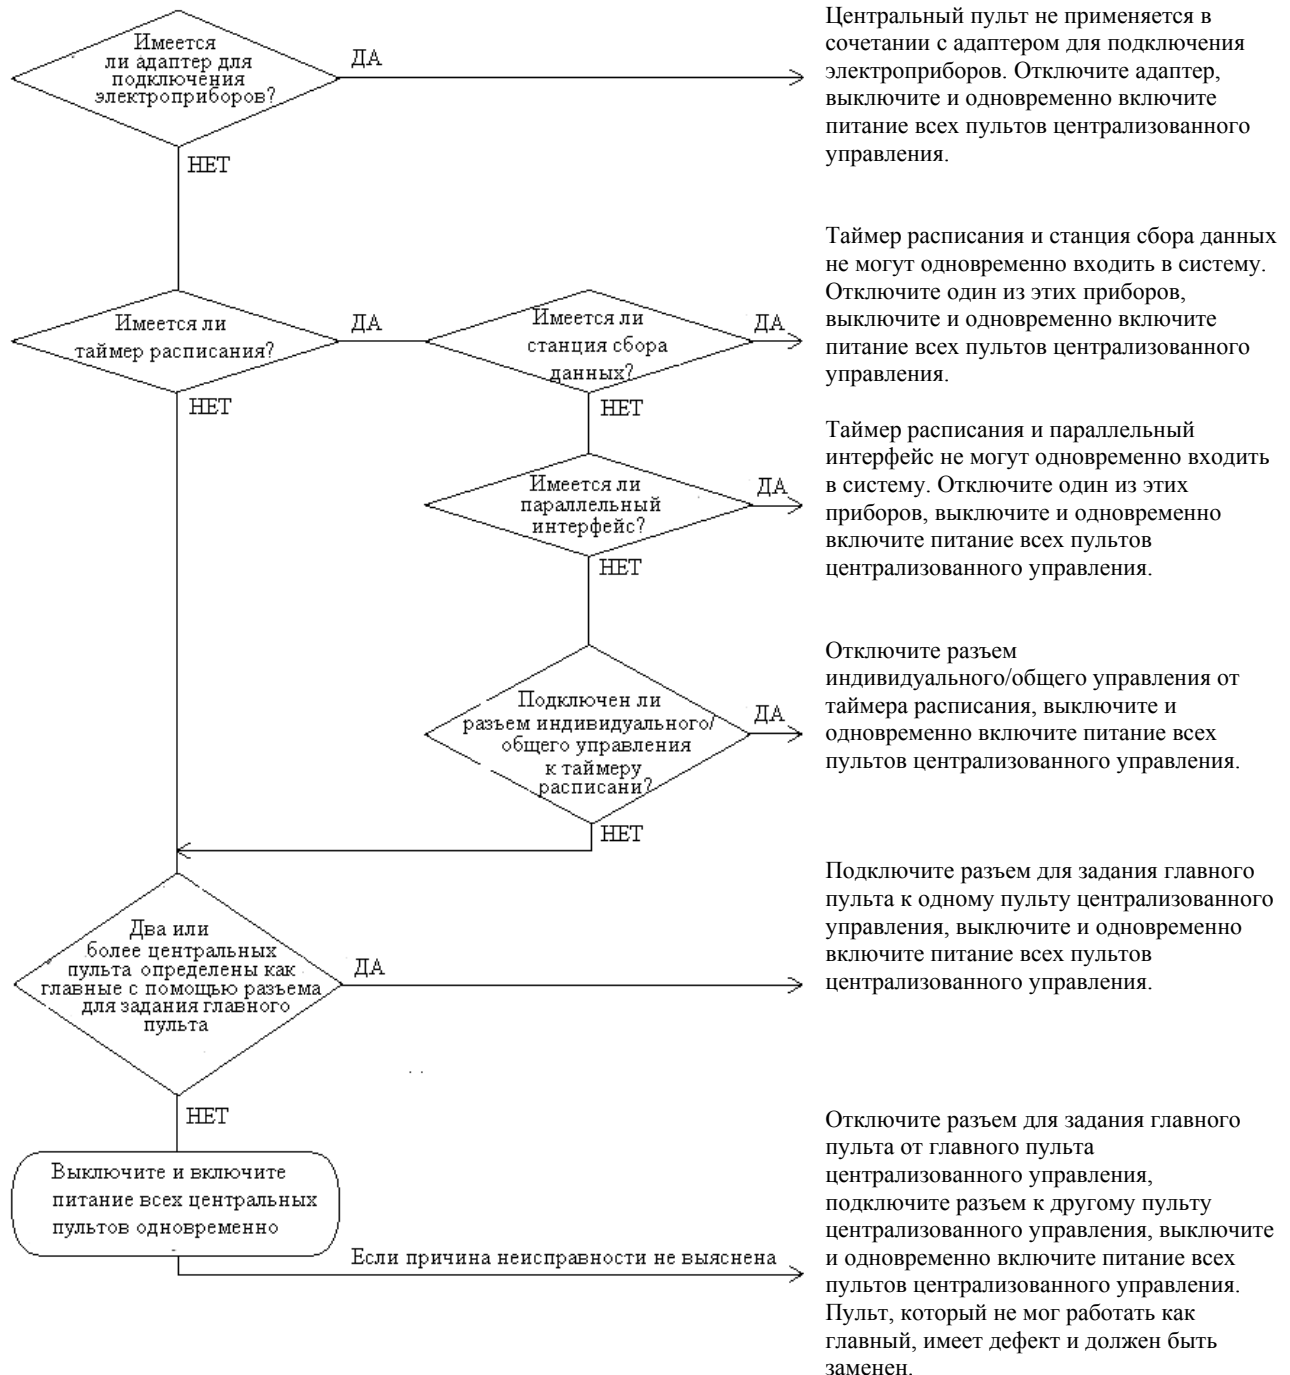 Имеется
ли адаптер для
подключения
электроприборов?
ДА
Центральный пульт не применяется в
сочетании с адаптером для подключения
электроприборов. Отключите адаптер,
выключите и одновременно включите
питание всех пультов централизованного
управления.
НЕТ
Имеется ли
таймер расписания?
ДА
Имеется ли
станция сбора
данных?
ДА
Таймер расписания и станция сбора данных
не могут одновременно входить в систему.
Отключите один из этих приборов,
выключите и одновременно включите
питание всех пультов централизованного
управления.
НЕТ
НЕТ
Имеется ли
параллельный
интерфейс?
ДА
Таймер расписания и параллельный
интерфейс не могут одновременно входить
в систему. Отключите один из этих
приборов, выключите и одновременно
включите питание всех пультов
централизованного управления.
НЕТ
Подключен ли
разъем индивидуального/
общего управления
к таймеру
расписани?
ДА
Отключите разъем
индивидуального/общего управления от
таймера расписания, выключите и
одновременно включите питание всех
пультов централизованного управления.
НЕТ
Два или
более центральных
пульта определены как
главные с помощью разъема
для задания главного
пульта
ДА
Подключите разъем для задания главного
пульта к одному пульту централизованного
управления, выключите и одновременно
включите питание всех пультов
централизованного управления.
НЕТ
Выключите и включите
питание всех центральных
пультов одновременно
Если причина неисправности не выяснена
Отключите разъем для задания главного
пульта от главного пульта
централизованного управления,
подключите разъем к другому пульту
централизованного управления, выключите
и одновременно включите питание всех
пультов централизованного управления.
Пульт, который не мог работать как
главный, имеет дефект и должен быть
заменен.